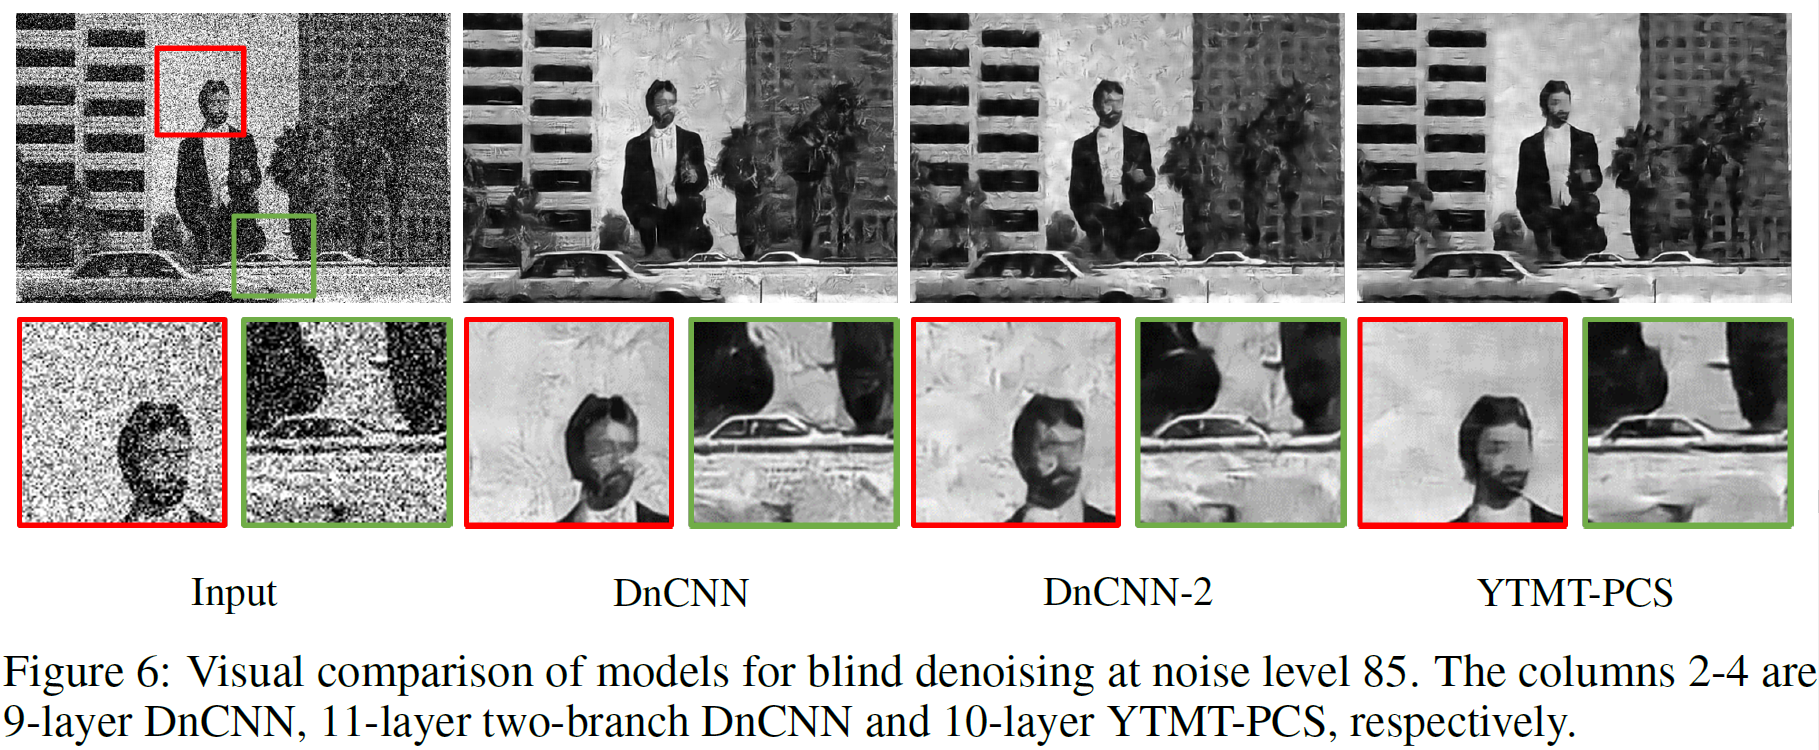 Input DnCNN DnCNN-2 YTMT-PCS
Figure 6: Visual comparison of models for blind denoising at noise level 85. The columns 2-4 are
9-layer DnCNN, 11-layer two-branch DnCNN and 10-layer YTMT-PCS, respectively.